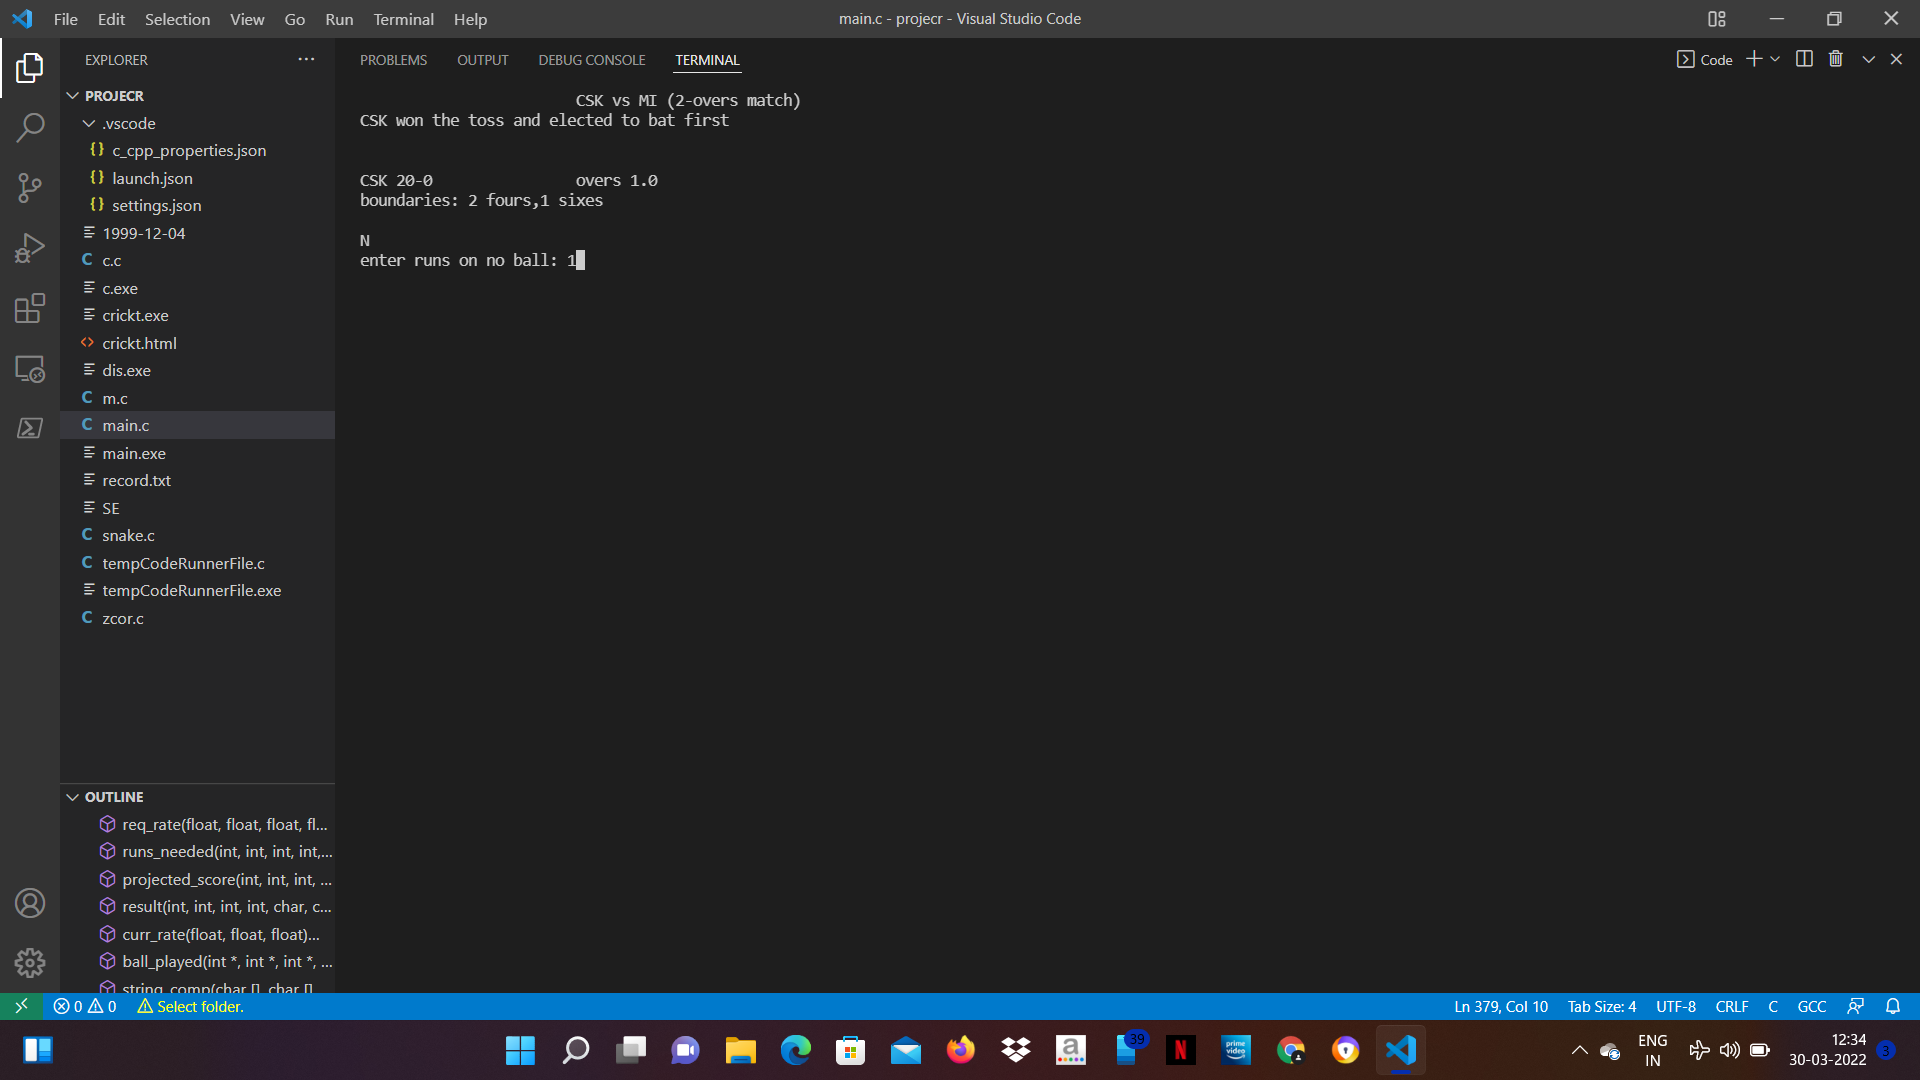 File Edit Selection View Go Run Terminal Help
main.c - projecr - Visual Studio Code
EXPLORER
PROJECR
.vscode
{} c_cpp_properties.json
{} launch.json
{} settings.json
1999-12-04
C c.c
c.exe
crickt.exe
<> crickt.html
dis.exe
C m.c
C main.c
main.exe
record.txt
SE
C snake.c
C tempCodeRunnerFile.c
tempCodeRunnerFile.exe
C zcor.c
OUTLINE
req_rate(float, float, float, fl...
runs_needed(int, int, int, int,...
projected_score(int, int, int, ...
result(int, int, int, int, char, c...
curr_rate(float, float, float)...
ball_played(int *, int *, int *, ...
string_comp(char [], char []
PROBLEMS OUTPUT DEBUG CONSOLE TERMINAL
Code
CSK vs MI (2-overs match)
CSK won the toss and elected to bat first
CSK 20-0 overs 1.0
boundaries: 2 fours,1 sixes
N
enter runs on no ball: 1
0 0 Select folder.
Ln 379, Col 10 Tab Size: 4 UTF-8 CRLF C GCC
a
39
N
prime video
ENG
IN
12:34
30-03-2022
3